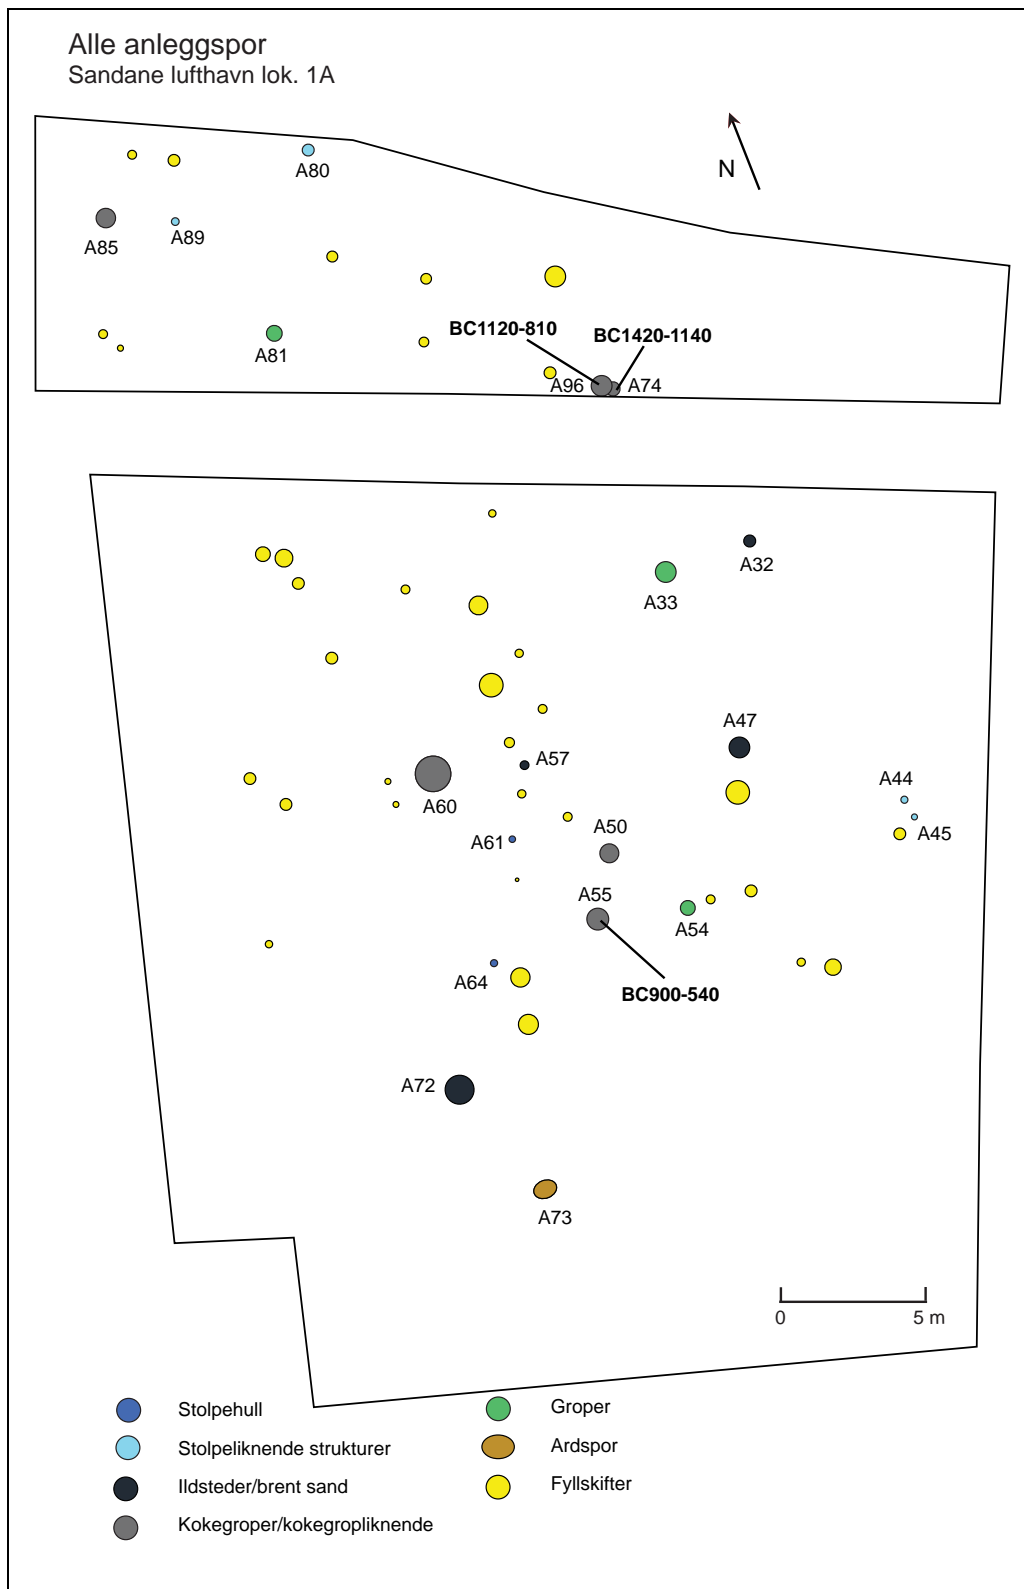 Alle anleggspor
Sandane lufthavn lok. 1A
N
A80
A89
A85
A81
BC1120-810
BC1420-1140
A96
A74
A32
A33
A47
A57
A44
A60
A50
A45
A61
A55
A54
A64
BC900-540
A72
A73
0 5 m
Stolpehull
Stolpeliknende strukturer
Ildsteder/brent sand
Kokegroper/kokegropliknende
Groper
Ardspor
Fyllskifter